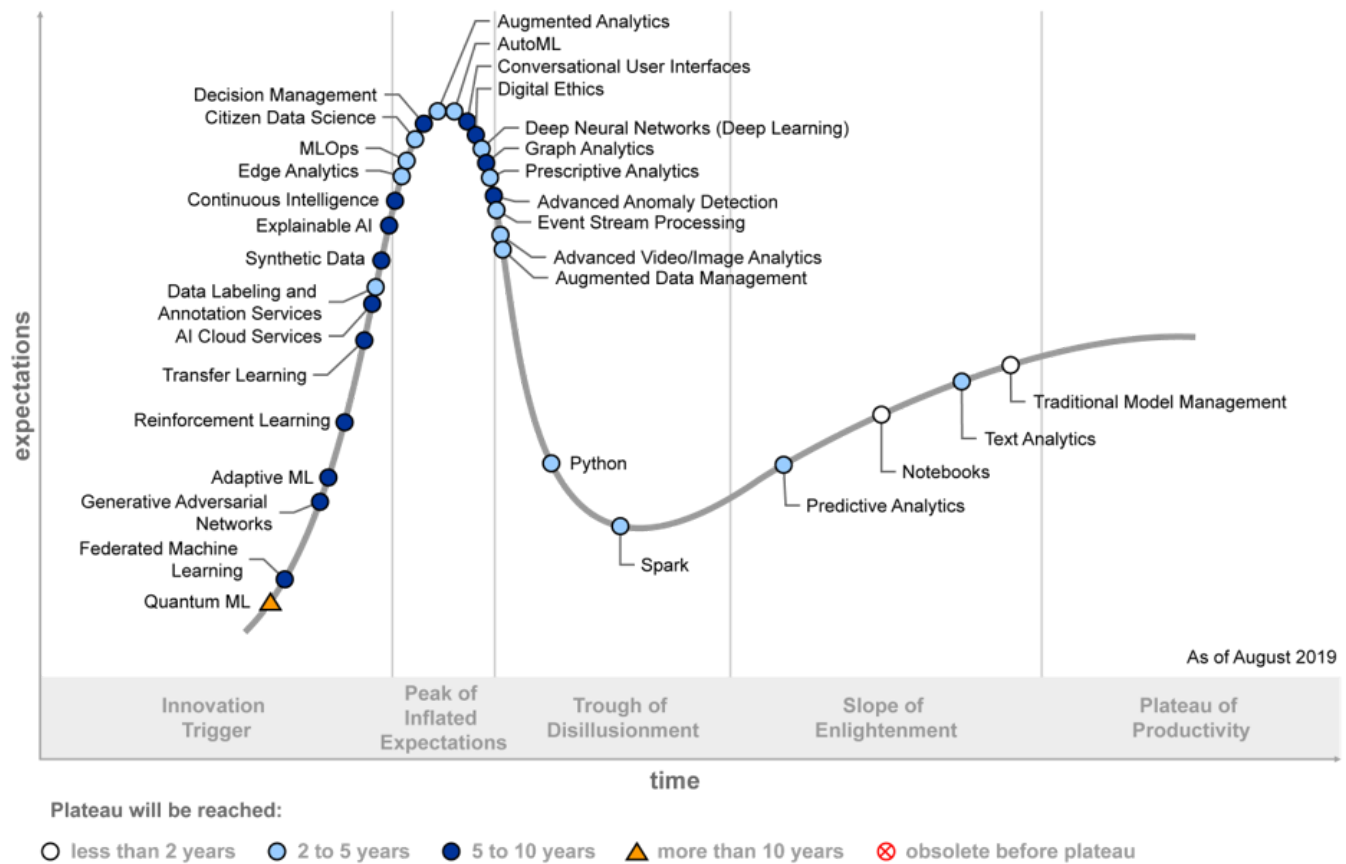 Augmented Analytics
AutoML
Conversational User Interfaces
Digital Ethics
Decision Management
Citizen Data Science
MLOps
Edge Analytics
Continuous Intelligence
Explainable AI
Synthetic Data
Data Labeling and
Annotation Services
AI Cloud Services
Transfer Learning
Reinforcement Learning
Adaptive ML
Generative Adversarial
Networks
Federated Machine
Learning
Quantum ML
Deep Neural Networks (Deep Learning)
Graph Analytics
Prescriptive Analytics
Advanced Anomaly Detection
Event Stream Processing
Advanced Video/Image Analytics
Augmented Data Management
Python
Spark
Predictive Analytics
Notebooks
Text Analytics
Traditional Model Management
expectations
As of August 2019
Innovation
Trigger
Peak of
Inflated
Expectations
Trough of
Disillusionment
Slope of
Enlightenment
Plateau of
Productivity
time
Plateau will be reached:
less than 2 years
2 to 5 years
5 to 10 years
more than 10 years
obsolete before plateau